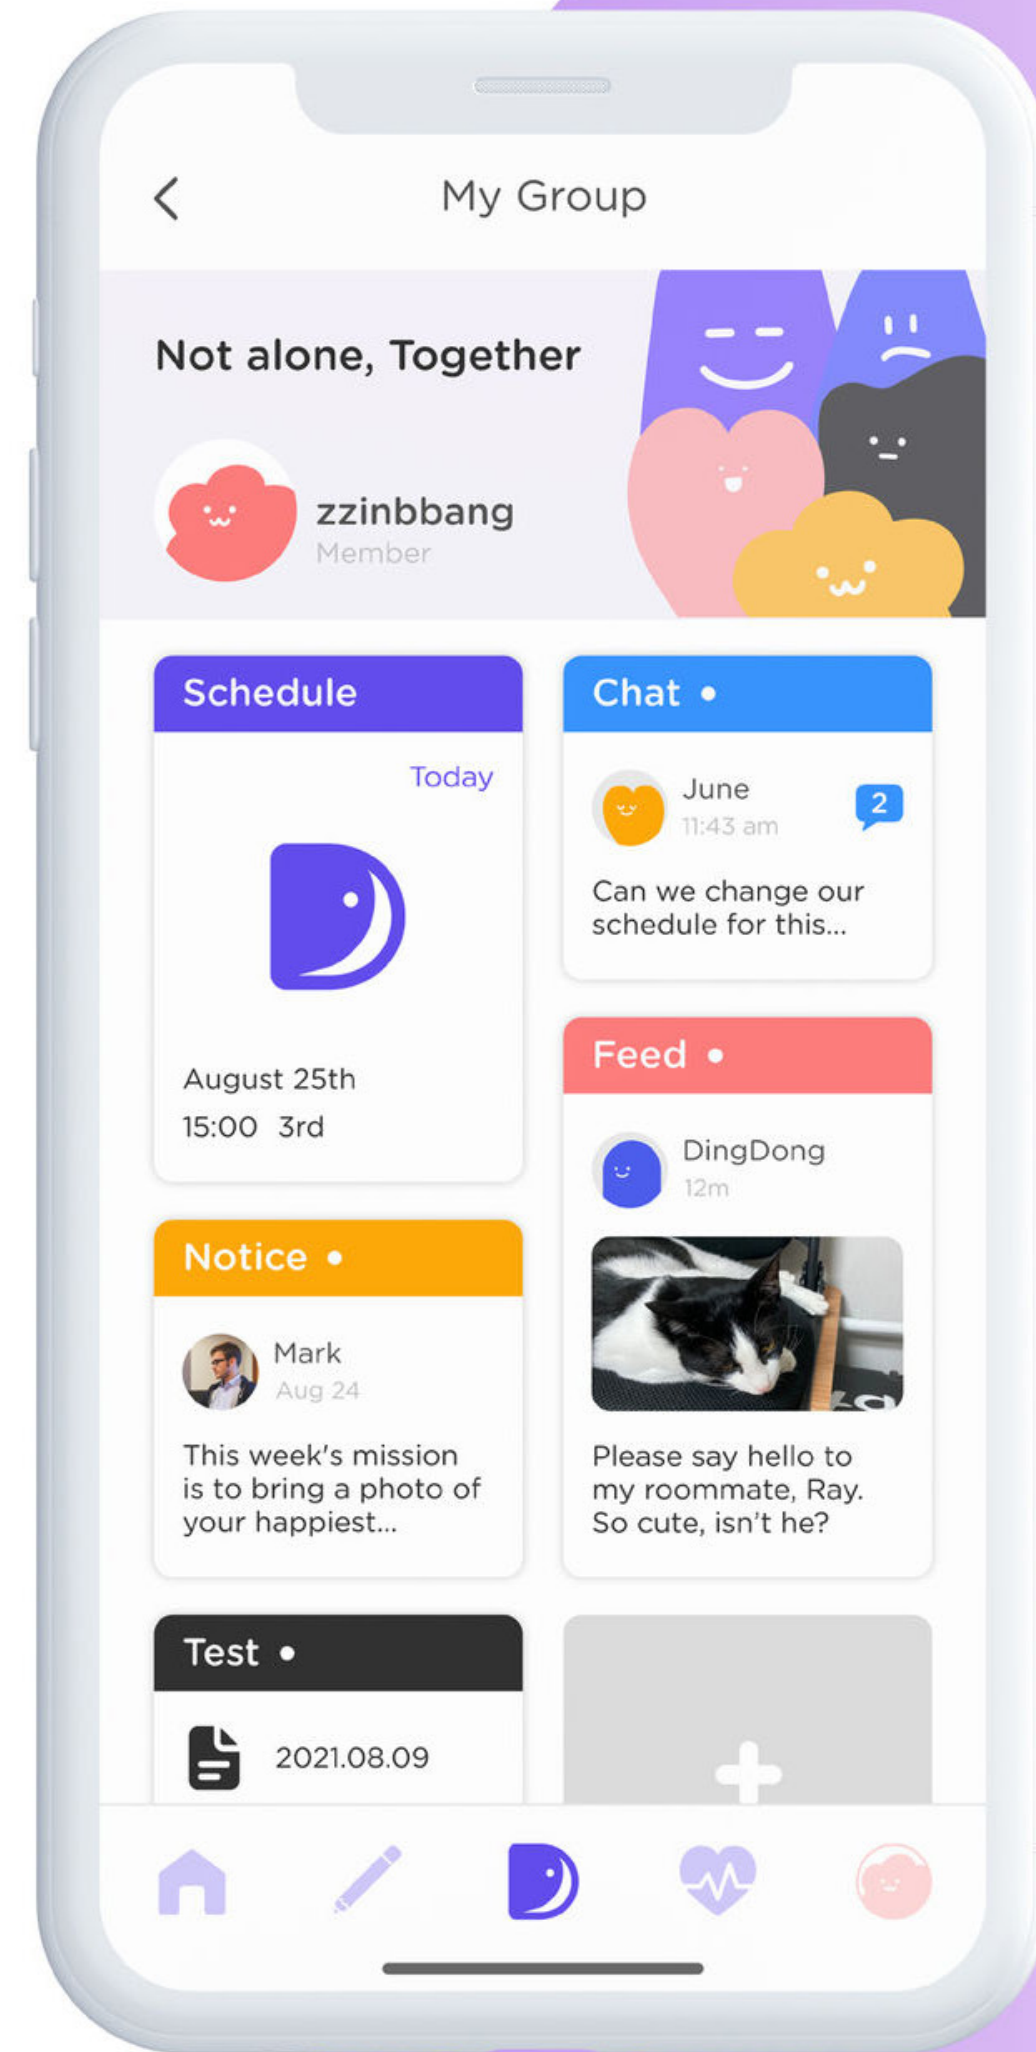 My Group
Not alone, Together
zzinbbang
Member
Schedule
Today
August 25th
15:00 3rd
Chat •
June
11:43 am
2
Can we change our
schedule for this...
Feed •
DingDong
12m
Please say hello to
my roommate, Ray.
So cute, isn't he?
Notice •
Mark
Aug 24
This week's mission
is to bring a photo of
your happiest...
Test •
2021.08.09